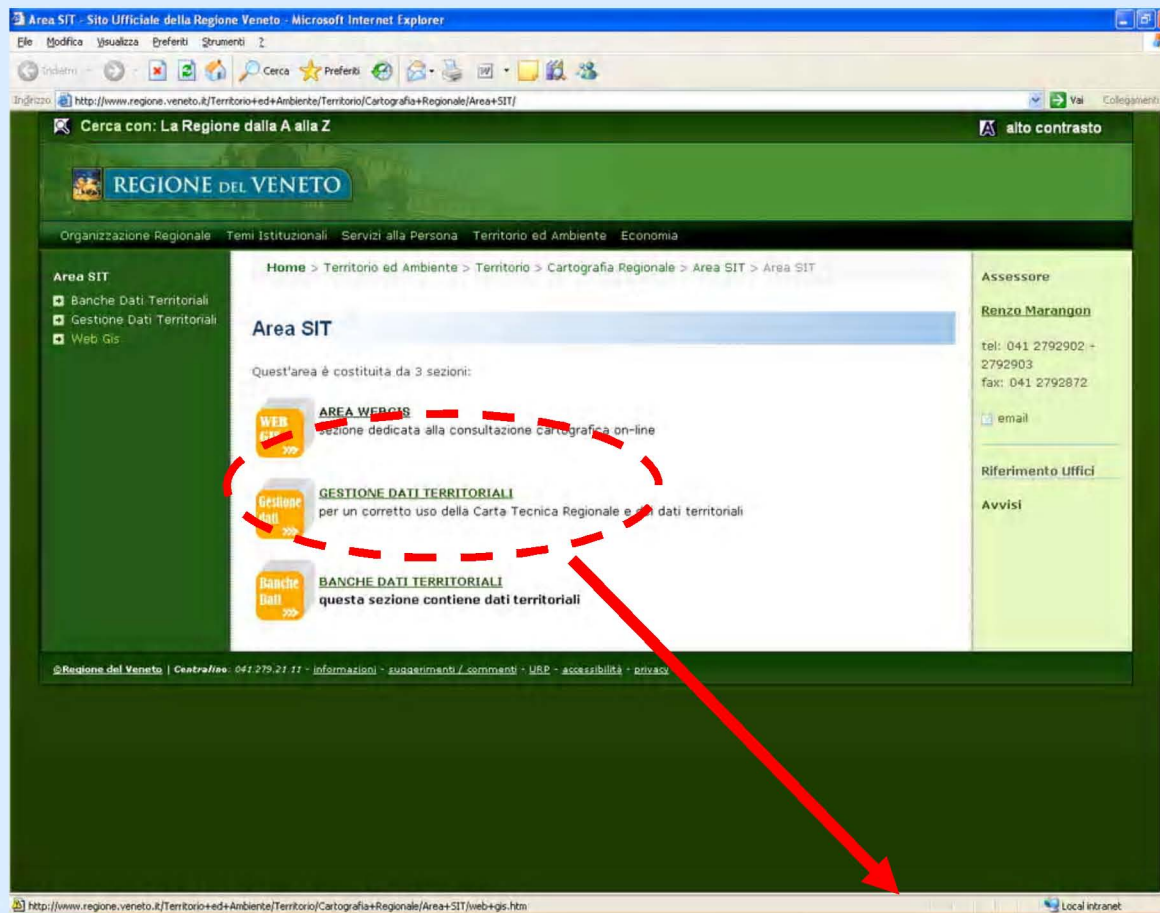 Area SIT - Sito Ufficiale della Regione Veneto - Microsoft Internet Explorer
File Modifica Visualizza Preferiti Strumenti ?
Indietro Cerca Preferiti
Indirizzo http://www.regione.veneto.it/Territorio+ed+Ambiente/Territorio/Cartografia+Regionale/Area+SIT/ Vai Collegamenti
Cerca con: La Regione dalla A alla Z
alto contrasto
REGIONE DEL VENETO
Organizzazione Regionale Temi Istituzionali Servizi alla Persona Territorio ed Ambiente Economia
Area SIT
Banche Dati Territoriali
Gestione Dati Territoriali
Web Gis
Home > Territorio ed Ambiente > Territorio > Cartografia Regionale > Area SIT > Area SIT
Area SIT
Quest'area è costituita da 3 sezioni:
WEB
GIS
AREA WEBGIS
sezione dedicata alla consultazione cartografica on-line
Gestione
dati
GESTIONE DATI TERRITORIALI
per un corretto uso della Carta Tecnica Regionale e dei dati territoriali
Banche
Dati
BANCHE DATI TERRITORIALI
questa sezione contiene dati territoriali
Assessore
Renzo Marangon
tel: 041 2792902 -
2792903
fax: 041 2792872
email
Riferimento Uffici
Avvisi
©Regione del Veneto | Centralino: 041.279.21.11 - informazioni - suggerimenti / commenti - URP - accessibilità - privacy
http://www.regione.veneto.it/Territorio+ed+Ambiente/Territorio/Cartografia+Regionale/Area+SIT/web+gis.htm
Local intranet